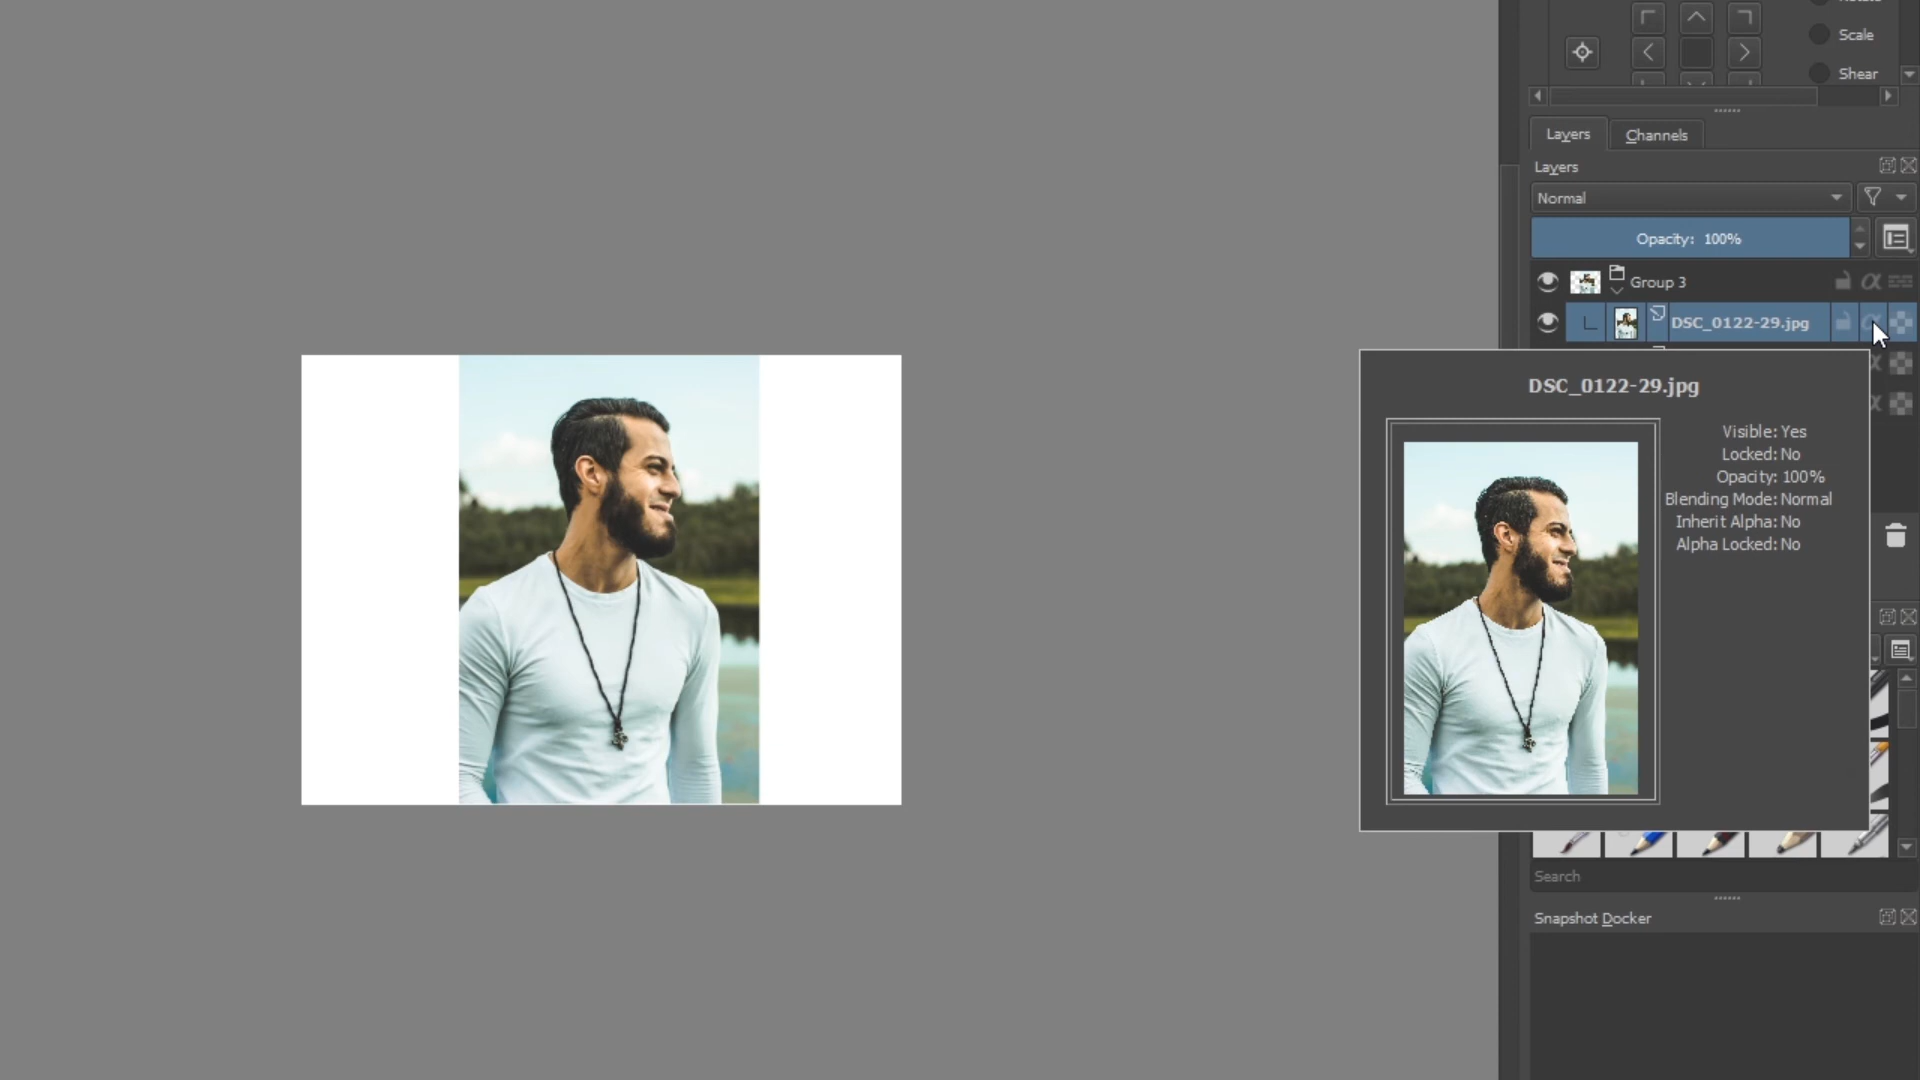 Scale
Shear
Layers
Channels
Layers
Normal
Opacity: 100%
Group 3
DSC_0122-29.jpg
DSC_0122-29.jpg
Visible: Yes
Locked: No
Opacity: 100%
Blending Mode: Normal
Inherit Alpha: No
Alpha Locked: No
Search
Snapshot Docker